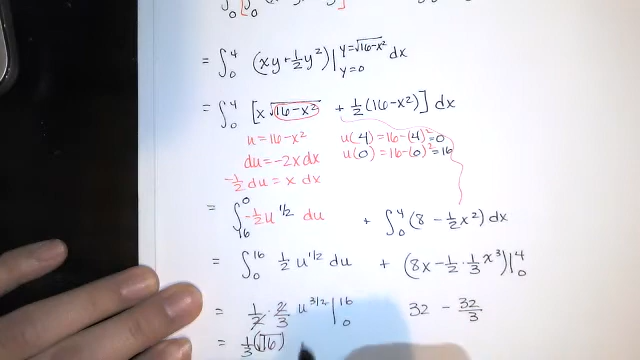 = ∫₀⁴ (xy + ½y²)|_{y=0}^{y=√(16-x²)} dx
= ∫₀⁴ [x√(16-x²) + ½(16-x²)] dx
u = 16-x² u(4) = 16-(4)² = 0
du = -2x dx u(0) = 16-(0)² = 16
-½ du = x dx
= ∫₁₆⁰ -½ u^{1/2} du + ∫₀⁴ (8 - ½x²) dx
= ∫₀¹⁶ ½ u^{1/2} du + (8x - ½·⅓ x³)|₀⁴
= ½·⅔ u^{3/2}|₀¹⁶ 32 - 32/3
= ⅓(√16)